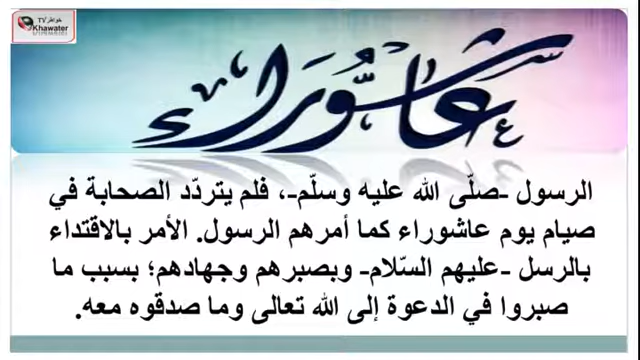 خواطر/TV
Khawater
عاشوراء
الرسول -صلّى الله عليه وسلّم-، فلم يتردّد الصحابة في
صيام يوم عاشوراء كما أمرهم الرسول. الأمر بالاقتداء
بالرسل -عليهم السّلام- وبصبرهم وجهادهم؛ بسبب ما
صبروا في الدعوة إلى الله تعالى وما صدقوه معه.